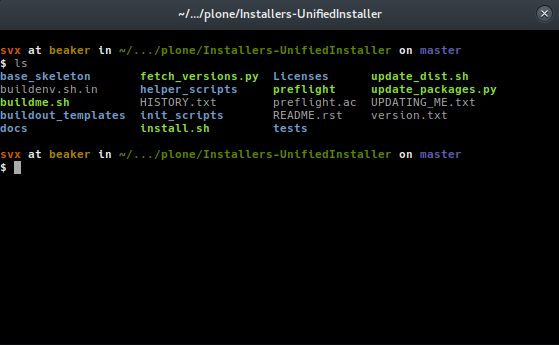 ~/.../plone/Installers-UnifiedInstaller
svx at beaker in ~/.../plone/Installers-UnifiedInstaller on master
$ ls
base_skeleton fetch_versions.py Licenses update_dist.sh
buildenv.sh.in helper_scripts preflight update_packages.py
buildme.sh HISTORY.txt preflight.ac UPDATING_ME.txt
buildout_templates init_scripts README.rst version.txt
docs install.sh tests
svx at beaker in ~/.../plone/Installers-UnifiedInstaller on master
$